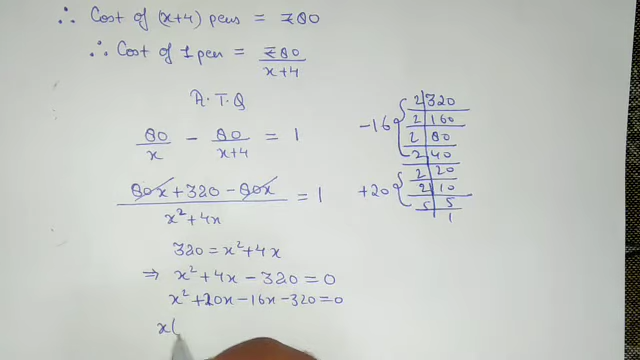 ∴ Cost of (x+4) pens = ₹80
∴ Cost of 1 pen = ₹80/(x+4)
A.T.Q
80/x − 80/(x+4) = 1
(80x + 320 − 80x)/(x² + 4x) = 1
320 = x² + 4x
⇒ x² + 4x − 320 = 0
x² + 20x − 16x − 320 = 0
x(
2 | 320
−16 { 2 | 160
2 | 80
2 | 40
2 | 20
+20 { 2 | 10
5 | 5
1